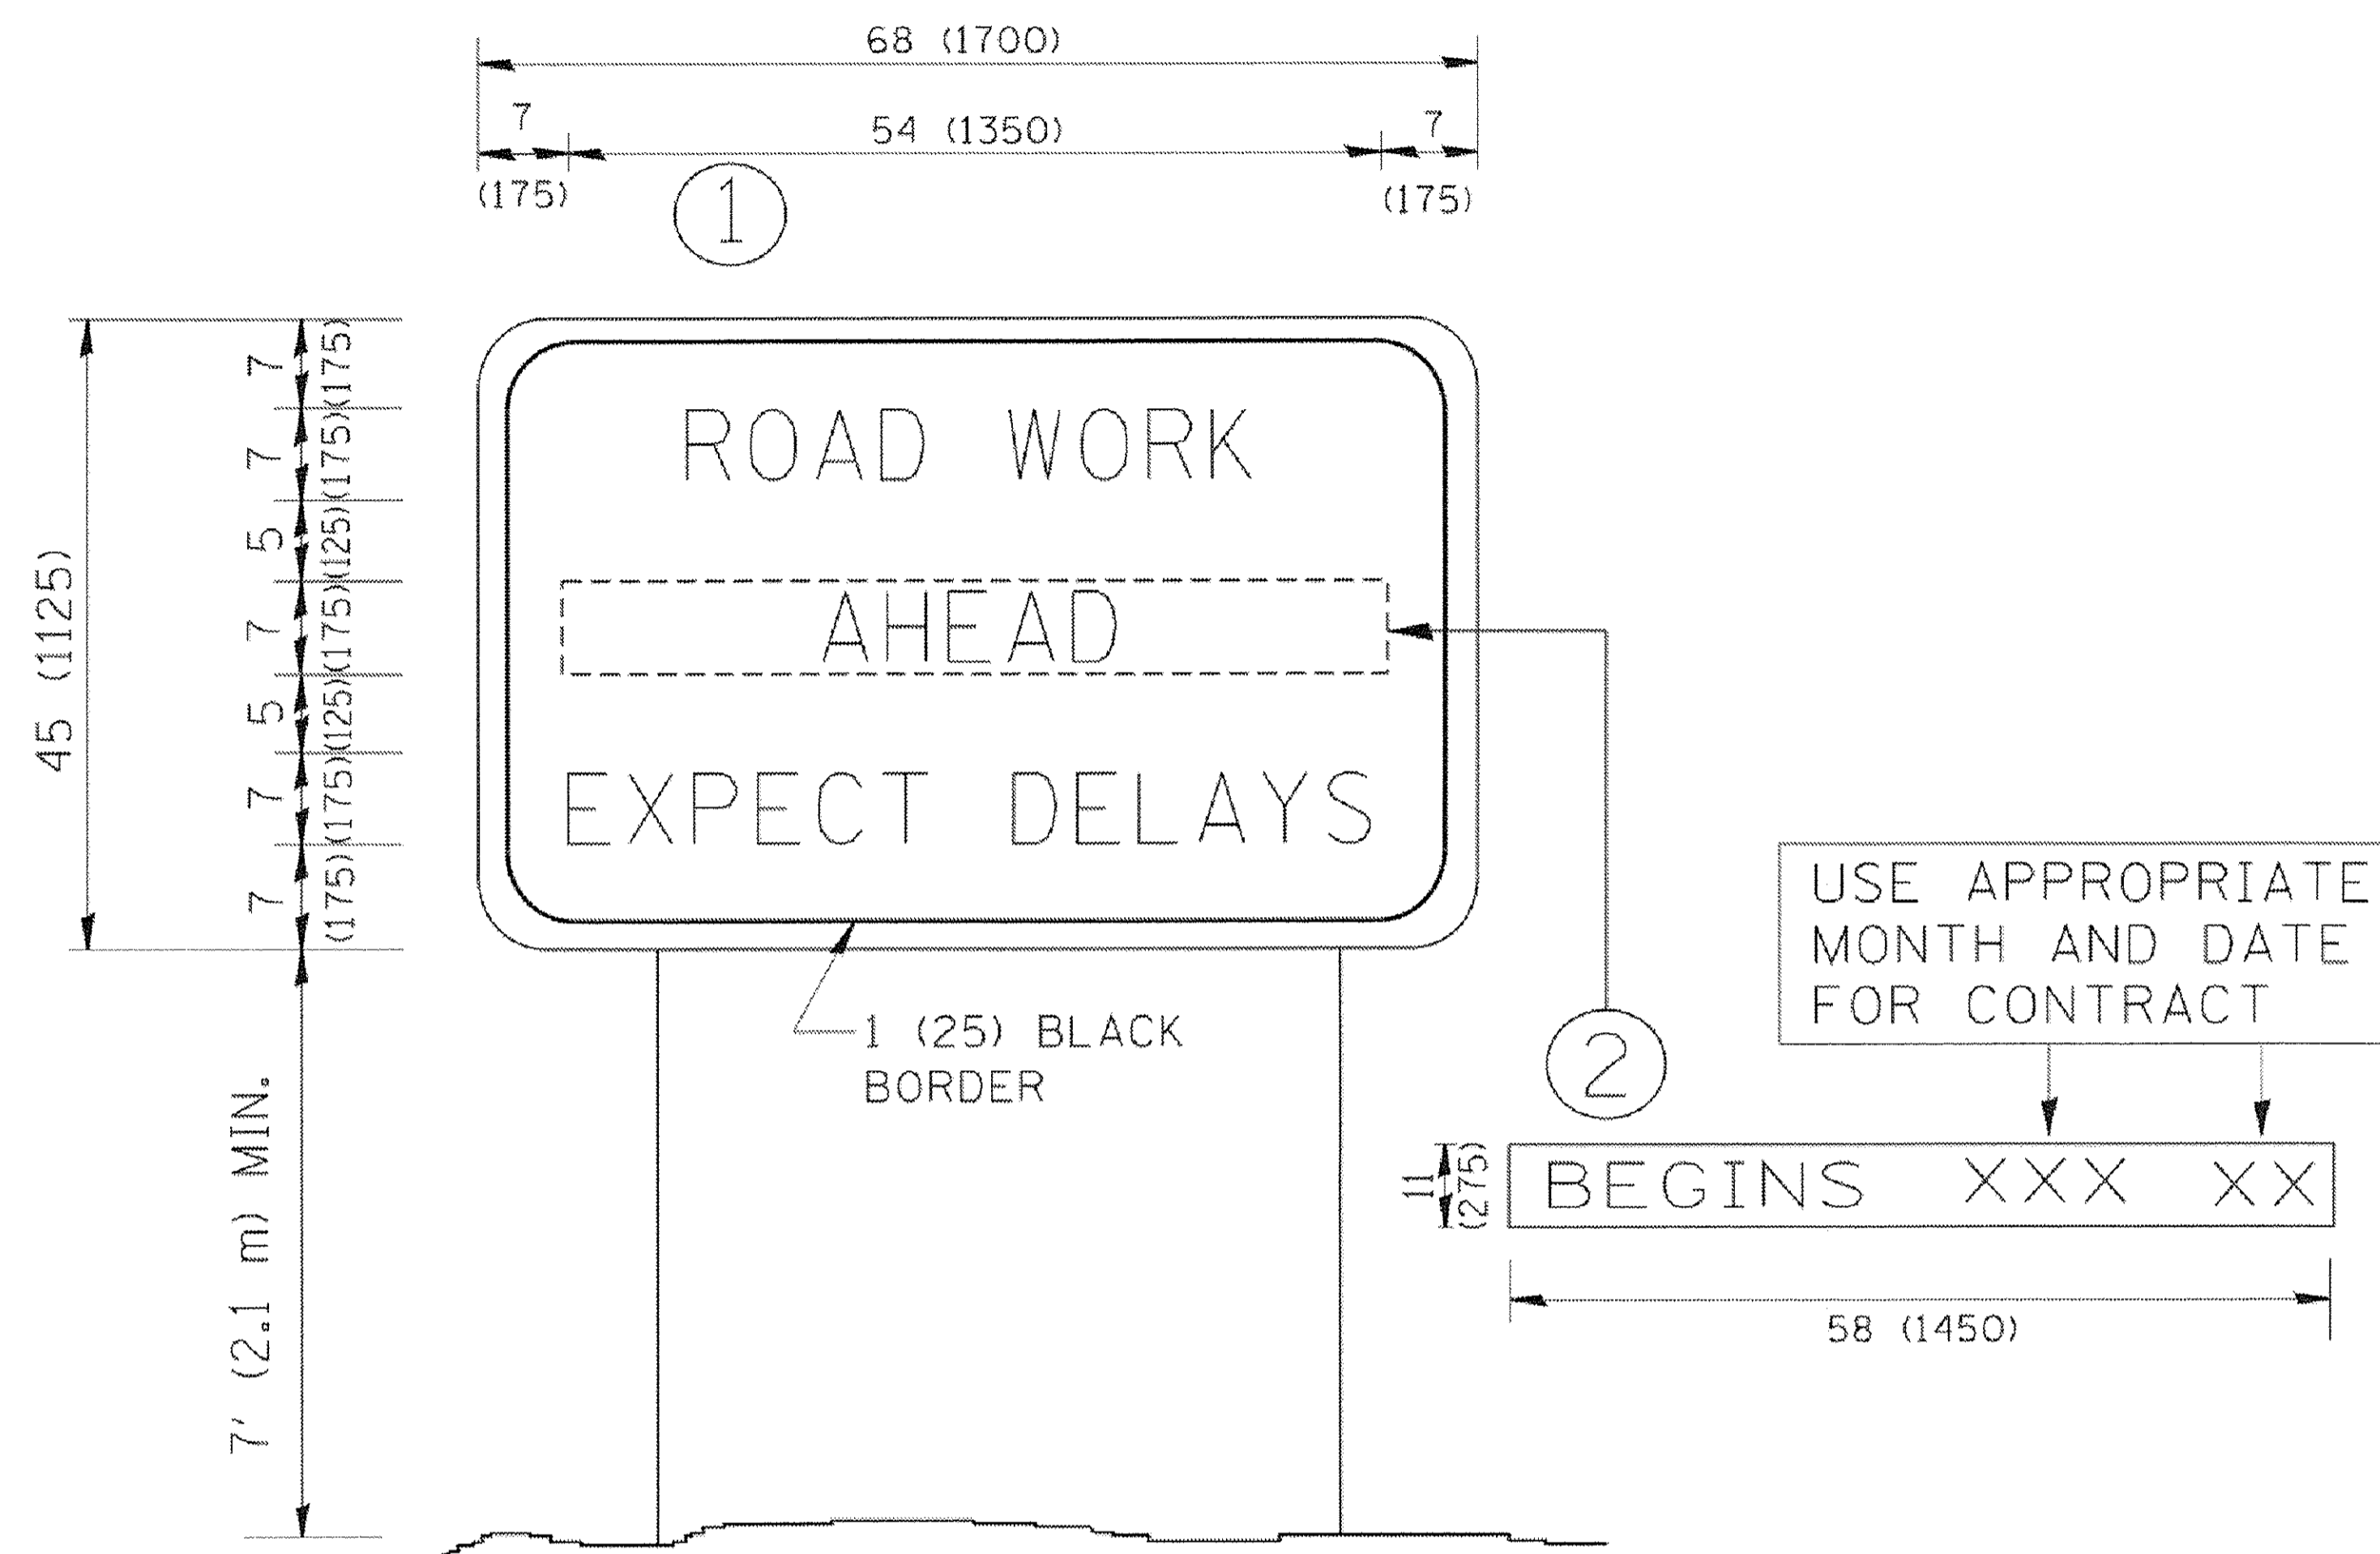 68 (1700)
7
54 (1350)
7
(175)
(175)
1
45 (1125)
7
(175)
7
(175)
5
(125)
7
(175)
5
(125)
7
(175)
7
(175)
ROAD WORK
AHEAD
EXPECT DELAYS
1 (25) BLACK
BORDER
7' (2.1 m) MIN.
2
USE APPROPRIATE
MONTH AND DATE
FOR CONTRACT
11
(275)
BEGINS XXX XX
58 (1450)